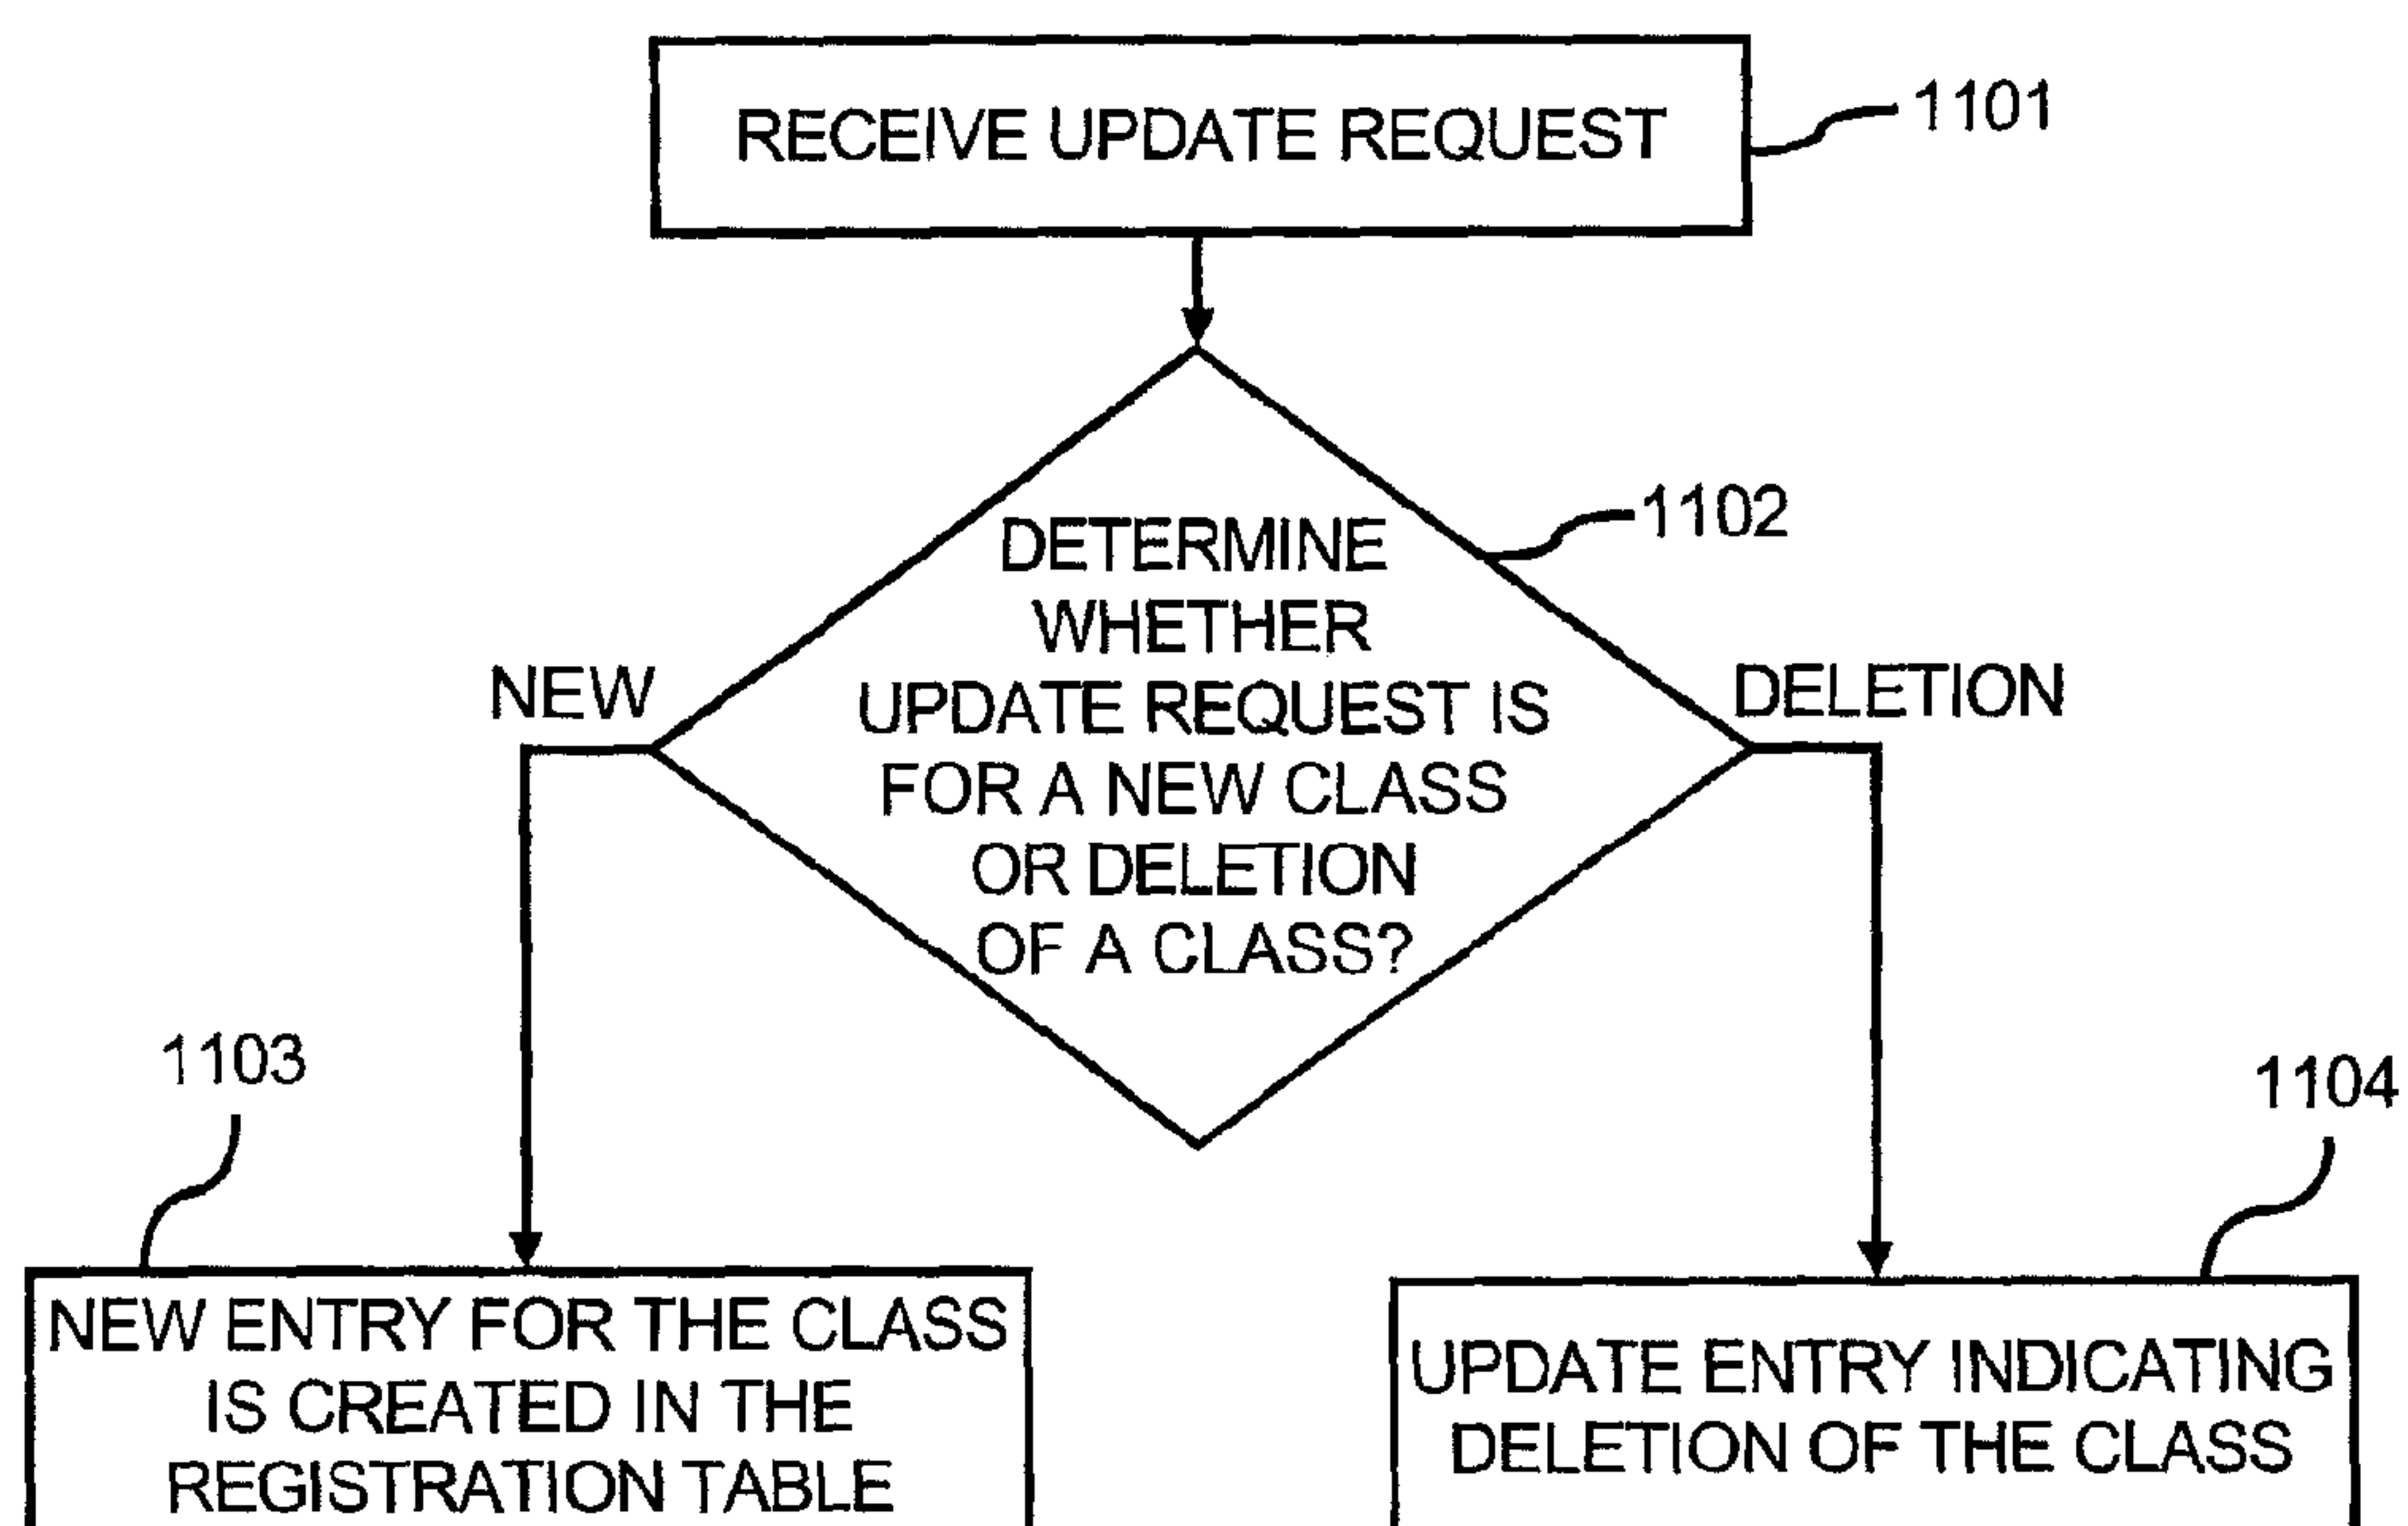 RECEIVE UPDATE REQUEST
1101
DETERMINE
WHETHER
UPDATE REQUEST IS
FOR A NEW CLASS
OR DELETION
OF A CLASS?
1102
NEW
DELETION
1103
NEW ENTRY FOR THE CLASS
IS CREATED IN THE
REGISTRATION TABLE
1104
UPDATE ENTRY INDICATING
DELETION OF THE CLASS